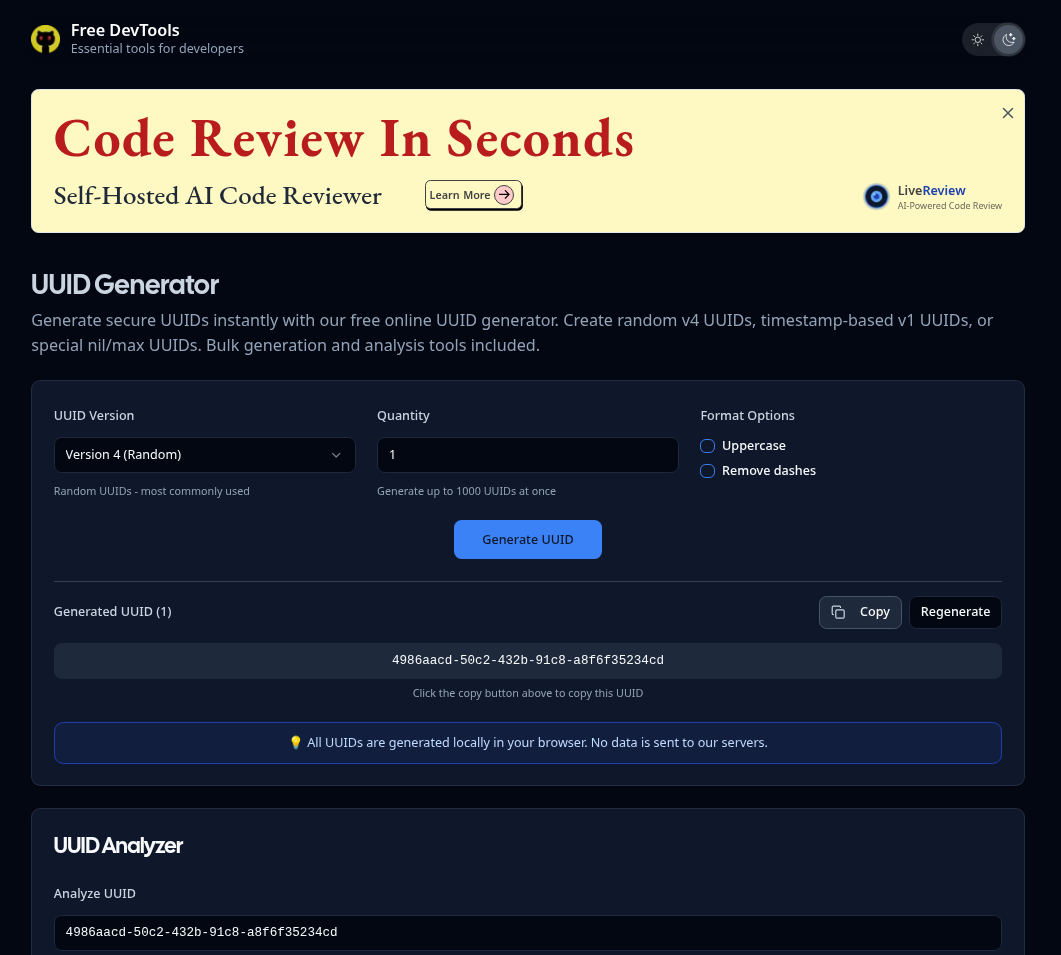 Free DevTools
Essential tools for developers
Code Review In Seconds
Self-Hosted AI Code Reviewer
Learn More
LiveReview
AI-Powered Code Review
UUID Generator
Generate secure UUIDs instantly with our free online UUID generator. Create random v4 UUIDs, timestamp-based v1 UUIDs, or
special nil/max UUIDs. Bulk generation and analysis tools included.
UUID Version
Version 4 (Random)
Random UUIDs - most commonly used
Quantity
1
Generate up to 1000 UUIDs at once
Format Options
Uppercase
Remove dashes
Generate UUID
Generated UUID (1)
Copy
Regenerate
4986aacd-50c2-432b-91c8-a8f6f35234cd
Click the copy button above to copy this UUID
💡 All UUIDs are generated locally in your browser. No data is sent to our servers.
UUID Analyzer
Analyze UUID
4986aacd-50c2-432b-91c8-a8f6f35234cd